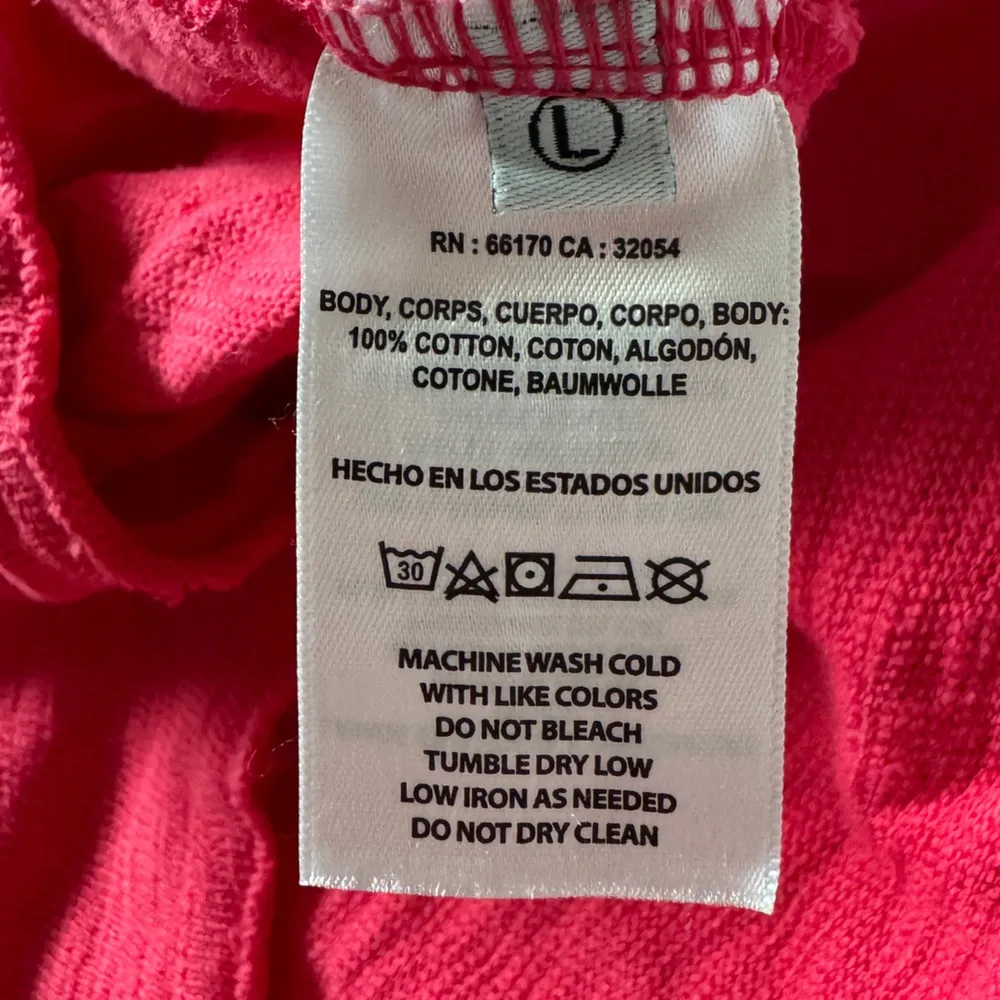 L
RN : 66170 CA : 32054
BODY, CORPS, CUERPO, CORPO, BODY:
100% COTTON, COTON, ALGODÓN,
COTONE, BAUMWOLLE
HECHO EN LOS ESTADOS UNIDOS
30
MACHINE WASH COLD
WITH LIKE COLORS
DO NOT BLEACH
TUMBLE DRY LOW
LOW IRON AS NEEDED
DO NOT DRY CLEAN